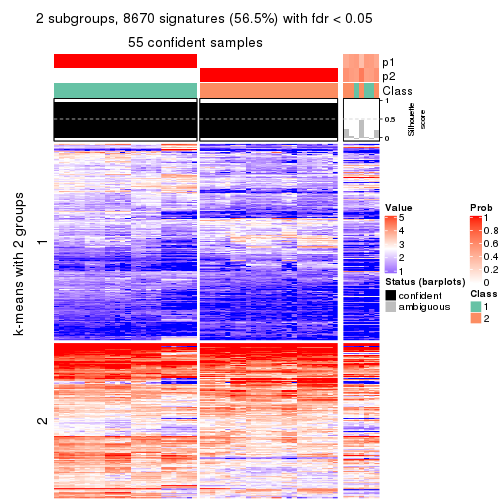 2 subgroups, 8670 signatures (56.5%) with fdr < 0.05
55 confident samples
p1
p2
Class
1
0.5
0
Silhouette
score
k-means with 2 groups
1
2
Value
5
4
3
2
1
Status (barplots)
confident
ambiguous
Prob
1
0.8
0.6
0.4
0.2
0
Class
1
2